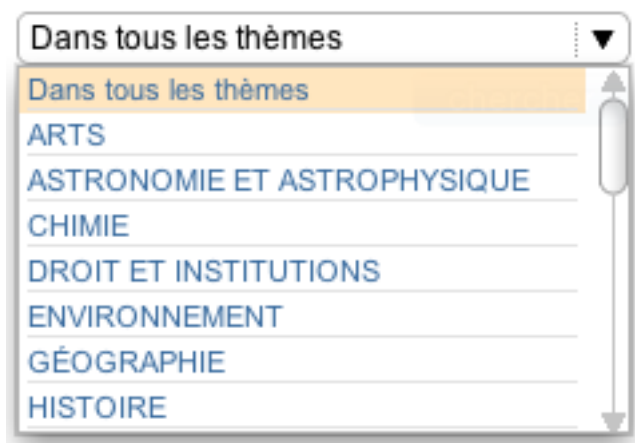 Dans tous les thèmes
Dans tous les thèmes
ARTS
ASTRONOMIE ET ASTROPHYSIQUE
CHIMIE
DROIT ET INSTITUTIONS
ENVIRONNEMENT
GÉOGRAPHIE
HISTOIRE